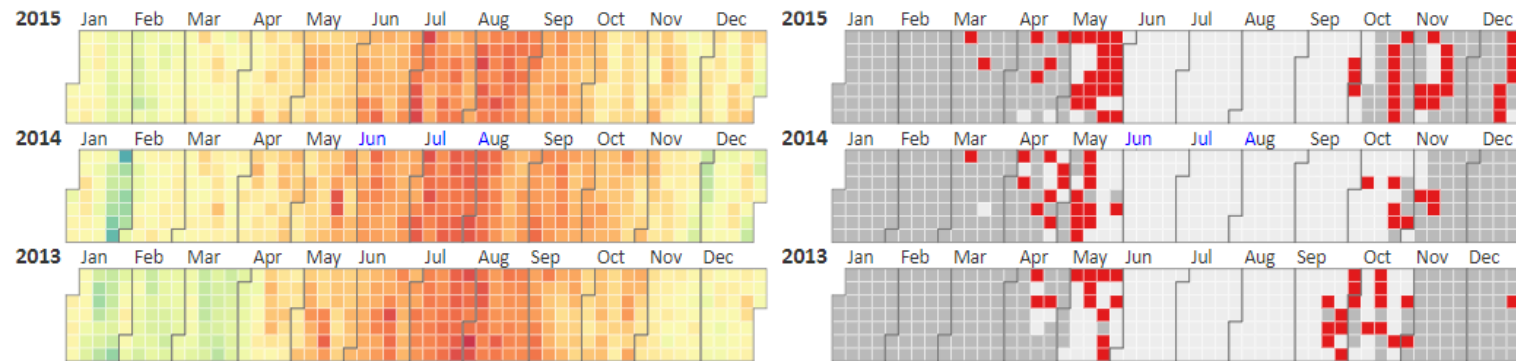 2015 Jan Feb Mar Apr May Jun Jul Aug Sep Oct Nov Dec
2015 Jan Feb Mar Apr May Jun Jul Aug Sep Oct Nov Dec
2014 Jan Feb Mar Apr May Jun Jul Aug Sep Oct Nov Dec
2014 Jan Feb Mar Apr May Jun Jul Aug Sep Oct Nov Dec
2013 Jan Feb Mar Apr May Jun Jul Aug Sep Oct Nov Dec
2013 Jan Feb Mar Apr May Jun Jul Aug Sep Oct Nov Dec